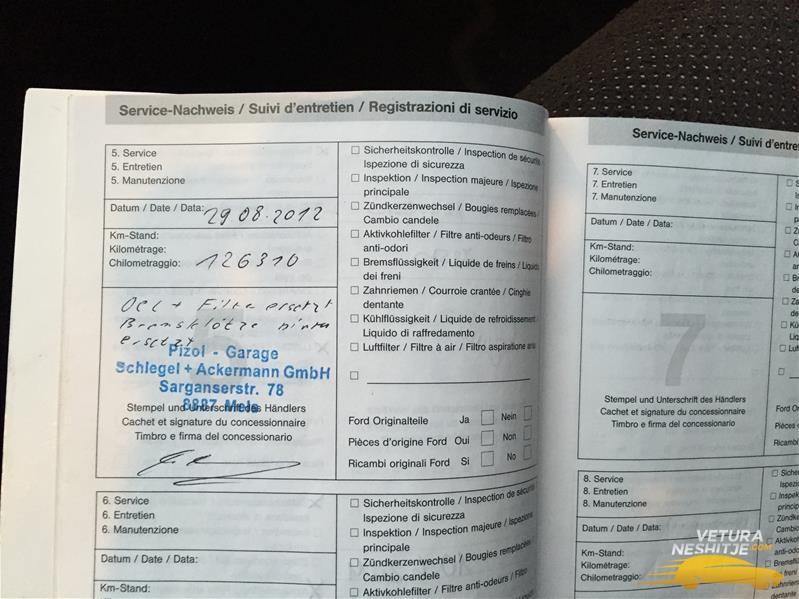 Service-Nachweis / Suivi d'entretien / Registrazioni di servizio
5. Service
5. Entretien
5. Manutenzione
Datum / Date / Data: 29.08.2012
Km-Stand:
Kilométrage:
Chilometraggio: 126310
Oel + Filter ersetzt
Bremsklötze hinten
ersetzt
Pizol - Garage
Schlegel + Ackermann GmbH
Sarganserstr. 78
8887 Mels
Stempel und Unterschrift des Händlers
Cachet et signature du concessionnaire
Timbro e firma del concessionario
Sicherheitskontrolle / Inspection de sécurité
Ispezione di sicurezza
Inspektion / Inspection majeure / Ispezione
principale
Zündkerzenwechsel / Bougies remplacées /
Cambio candele
Aktivkohlefilter / Filtre anti-odeurs / Filtro
anti-odori
Bremsflüssigkeit / Liquide de freins / Liquido
dei freni
Zahnriemen / Courroie crantée / Cinghie
dentante
Kühlflüssigkeit / Liquide de refroidissement /
Liquido di raffredamento
Luftfilter / Filtre à air / Filtro aspiratione aria
Ford Originalteile Ja Nein
Pièces d'origine Ford Oui Non
Ricambi originali Ford Si No
6. Service
6. Entretien
6. Manutenzione
Datum / Date / Data:
Km-Stand:
Sicherheitskontrolle / Inspection de sécurité
Ispezione di sicurezza
Inspektion / Inspection majeure / Ispezione
principale
Zündkerzenwechsel / Bougies remplacées /
Cambio candele
Aktivkohlefilter / Filtre anti-odeurs / Filtro
Service-Nachweis / Suivi d'entre
7. Service
7. Entretien
7. Manutenzione
Datum / Date / Data:
Km-Stand:
Kilométrage:
Chilometraggio:
7
Stempel und Unterschrift des Händlers
Cachet et signature du concessionnaire
Timbro e firma del concessionario
Ford
Pièces
Ricambi
8. Service
8. Entretien
8. Manutenzione
Datum / Date / Data:
Km-Stand:
Kilométrage:
Chilometraggio:
VETURA
NESHITJE.COM